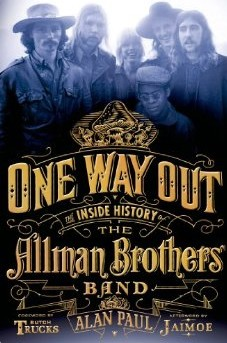 ONE WAY OUT
THE INSIDE HISTORY OF
THE
Allman Brothers
BAND
FOREWORD BY BUTCH TRUCKS
ALAN PAUL
AFTERWORD BY JAIMOE